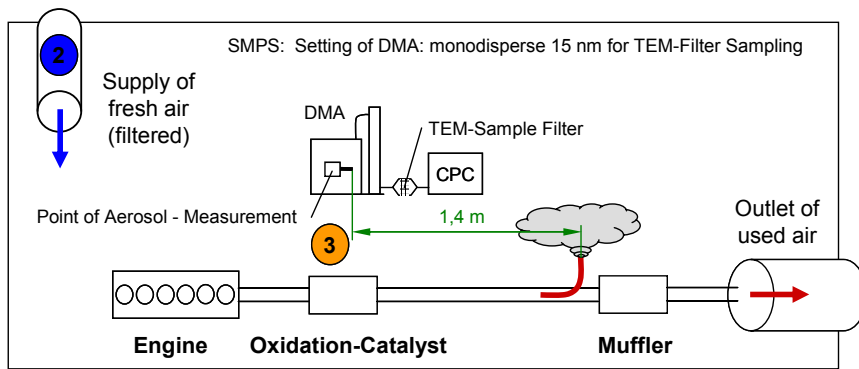 SMPS: Setting of DMA: monodisperse 15 nm for TEM-Filter Sampling
2
Supply of
fresh air
(filtered)
DMA
TEM-Sample Filter
CPC
Point of Aerosol - Measurement
3
1,4 m
Outlet of
used air
Engine
Oxidation-Catalyst
Muffler